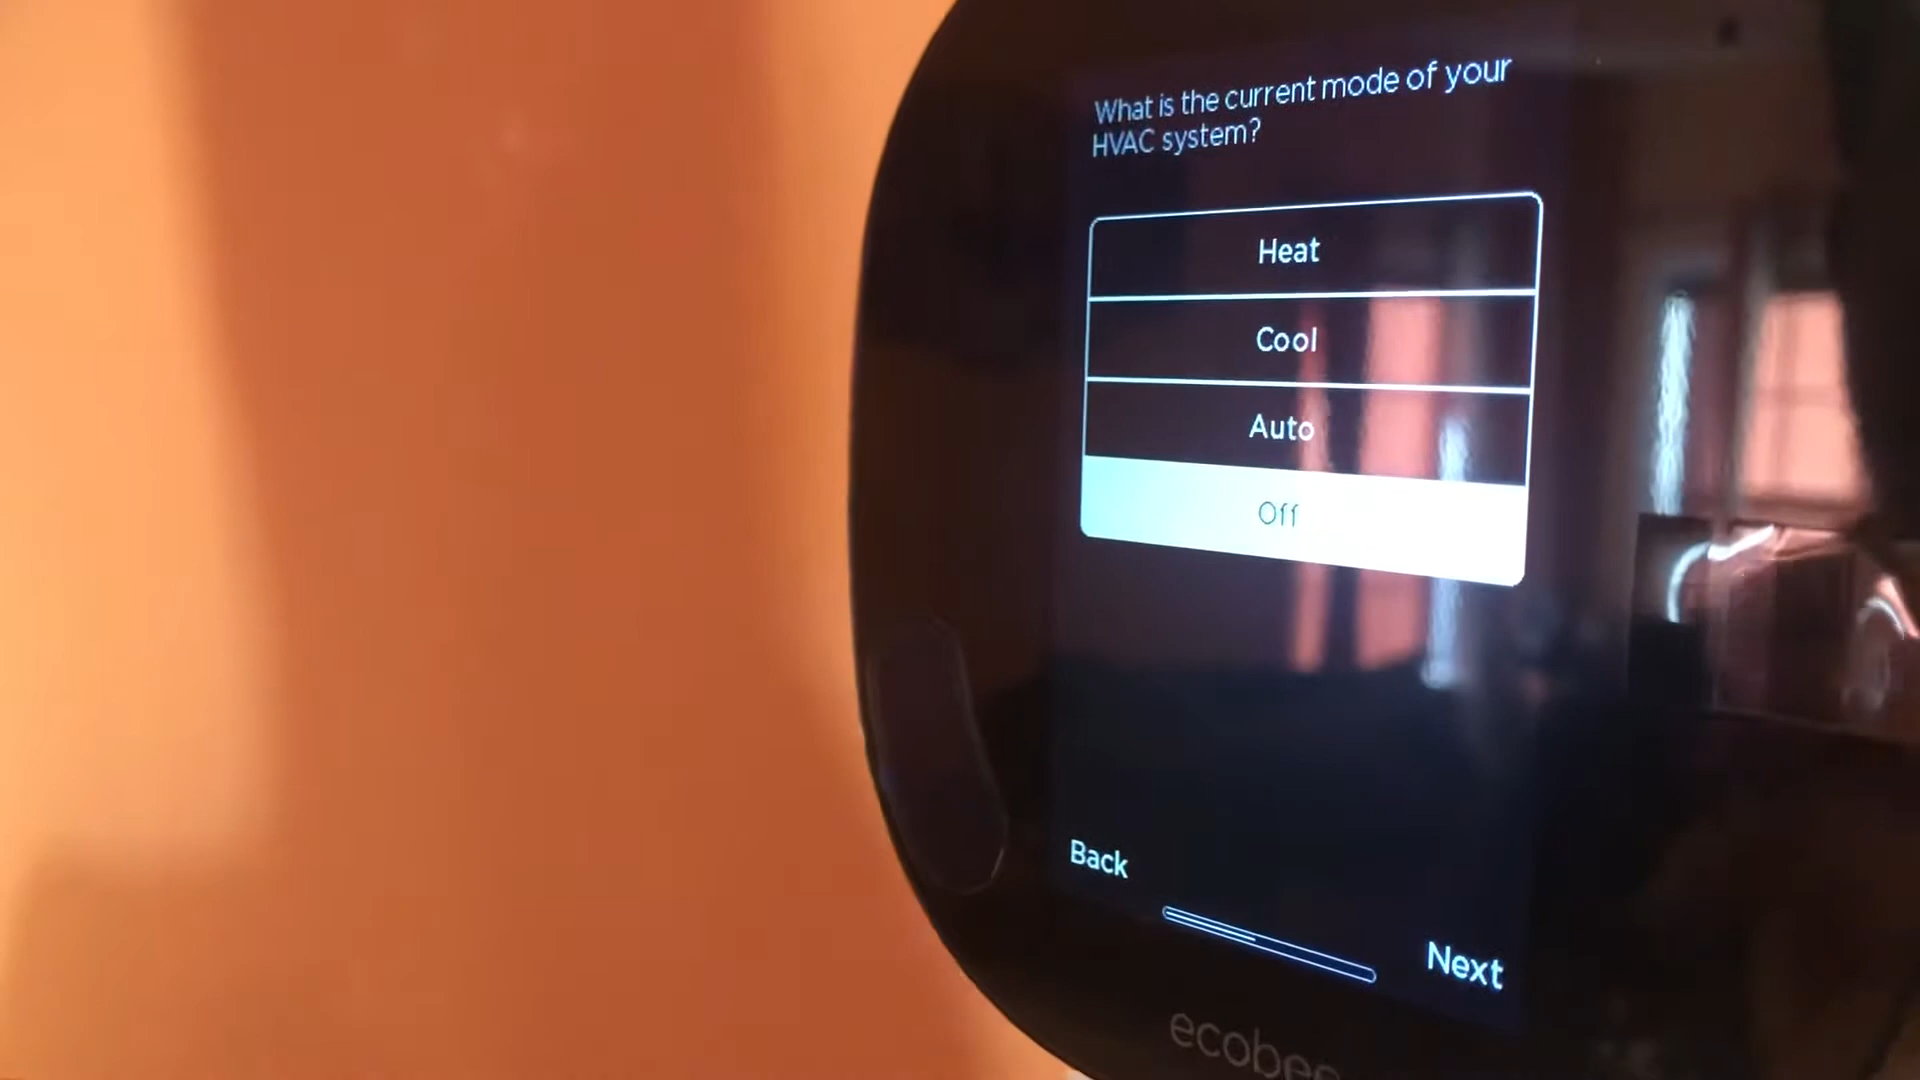 What is the current mode of your
HVAC system?
Heat
Cool
Auto
Off
Back
Next
ecobee